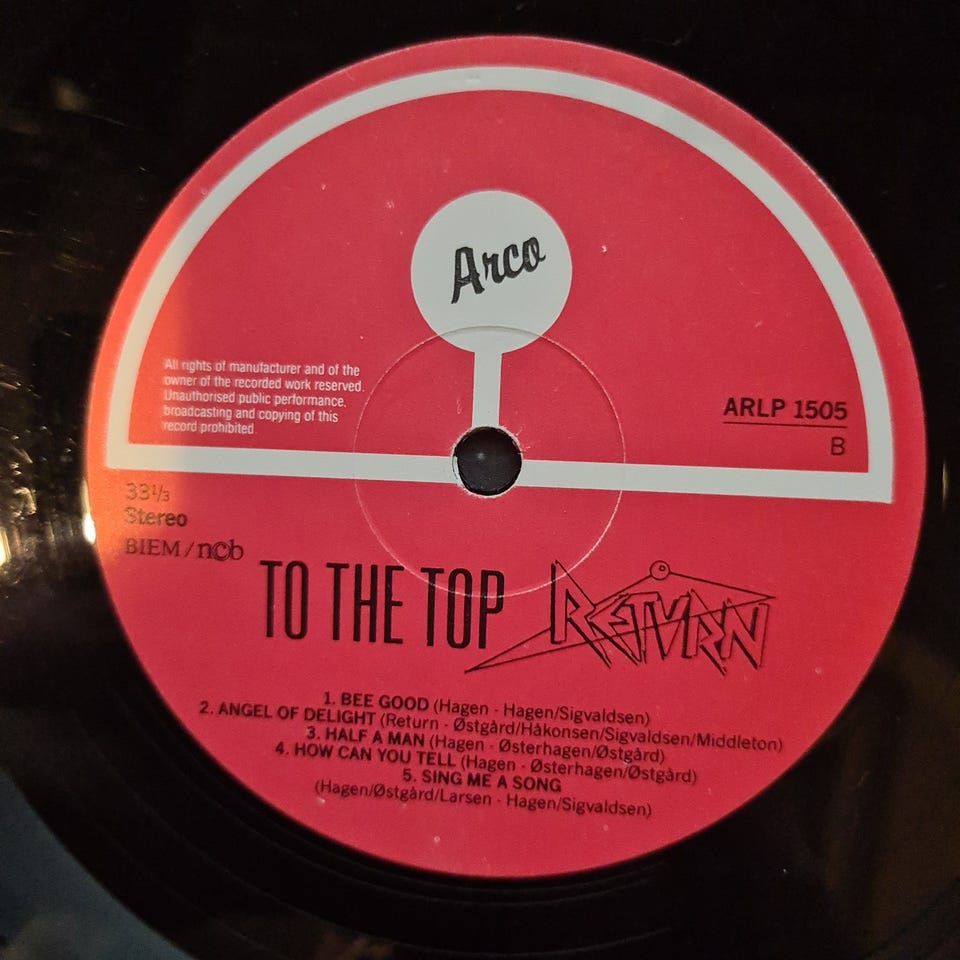 Arco
All rights of manufacturer and of the
owner of the recorded work reserved.
Unauthorised public performance,
broadcasting and copying of this
record prohibited.
ARLP 1505
B
33⅓
Stereo
BIEM/n©b
TO THE TOP
RETURN
1. BEE GOOD (Hagen - Hagen/Sigvaldsen)
2. ANGEL OF DELIGHT (Return - Østgård/Håkonsen/Sigvaldsen/Middleton)
3. HALF A MAN (Hagen - Østerhagen/Østgård)
4. HOW CAN YOU TELL (Hagen - Østerhagen/Østgård)
5. SING ME A SONG
(Hagen/Østgård/Larsen - Hagen/Sigvaldsen)